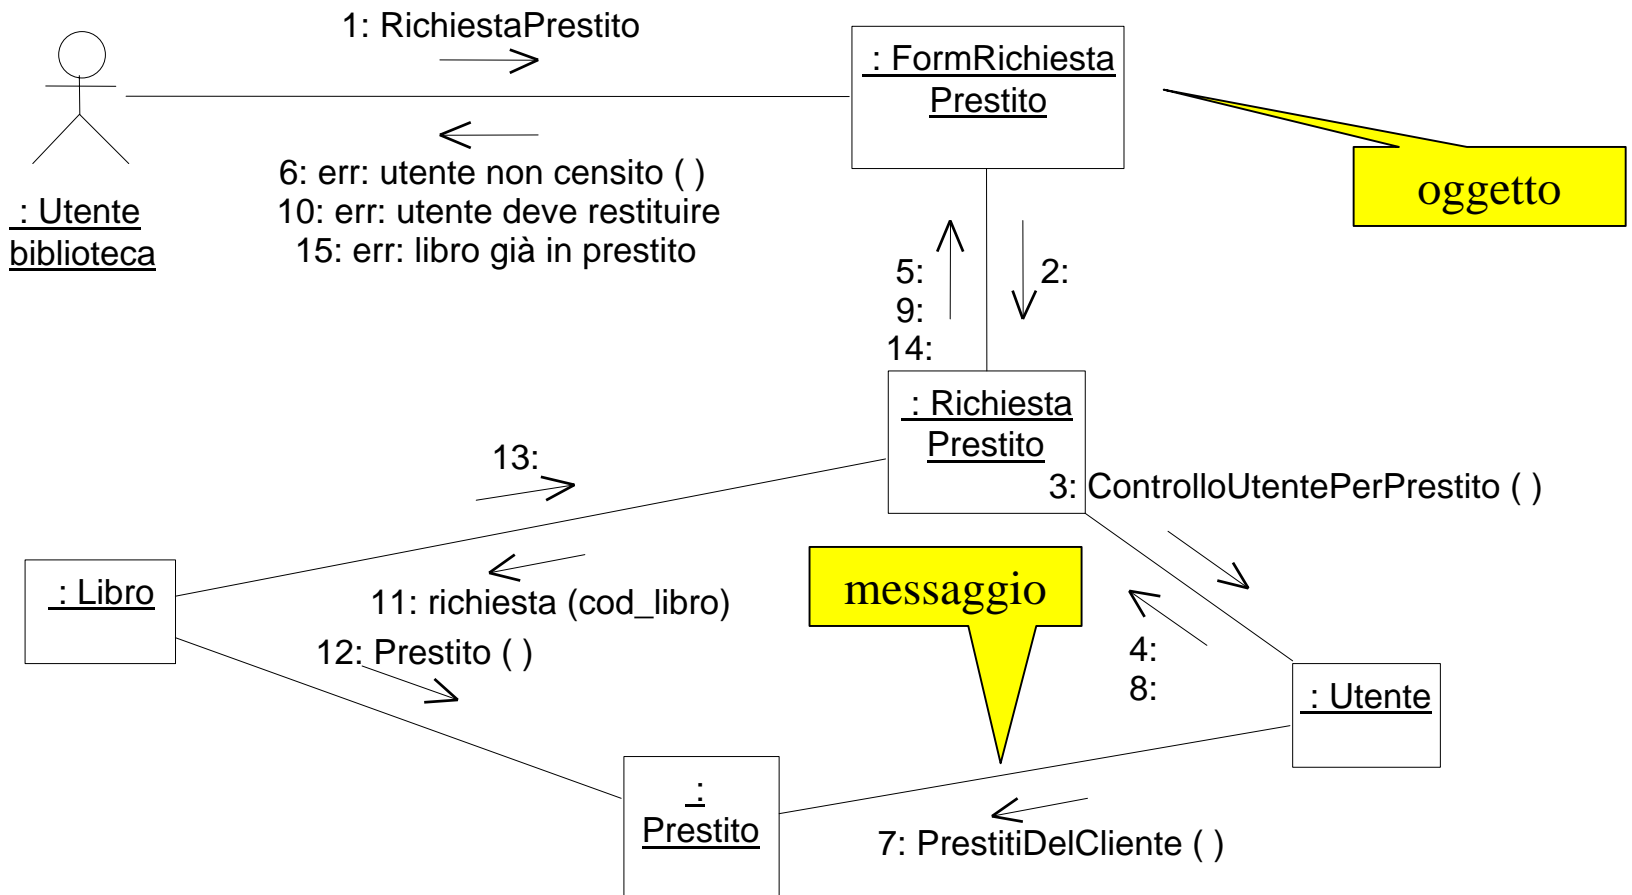 1: RichiestaPrestito
: FormRichiesta
Prestito
oggetto
6: err: utente non censito ( )
10: err: utente deve restituire
15: err: libro già in prestito
: Utente
biblioteca
5:
9:
14:
2:
: Richiesta
Prestito
13:
3: ControlloUtentePerPrestito ( )
: Libro
11: richiesta (cod_libro)
messaggio
12: Prestito ( )
4:
8:
: Utente
:
Prestito
7: PrestitiDelCliente ( )